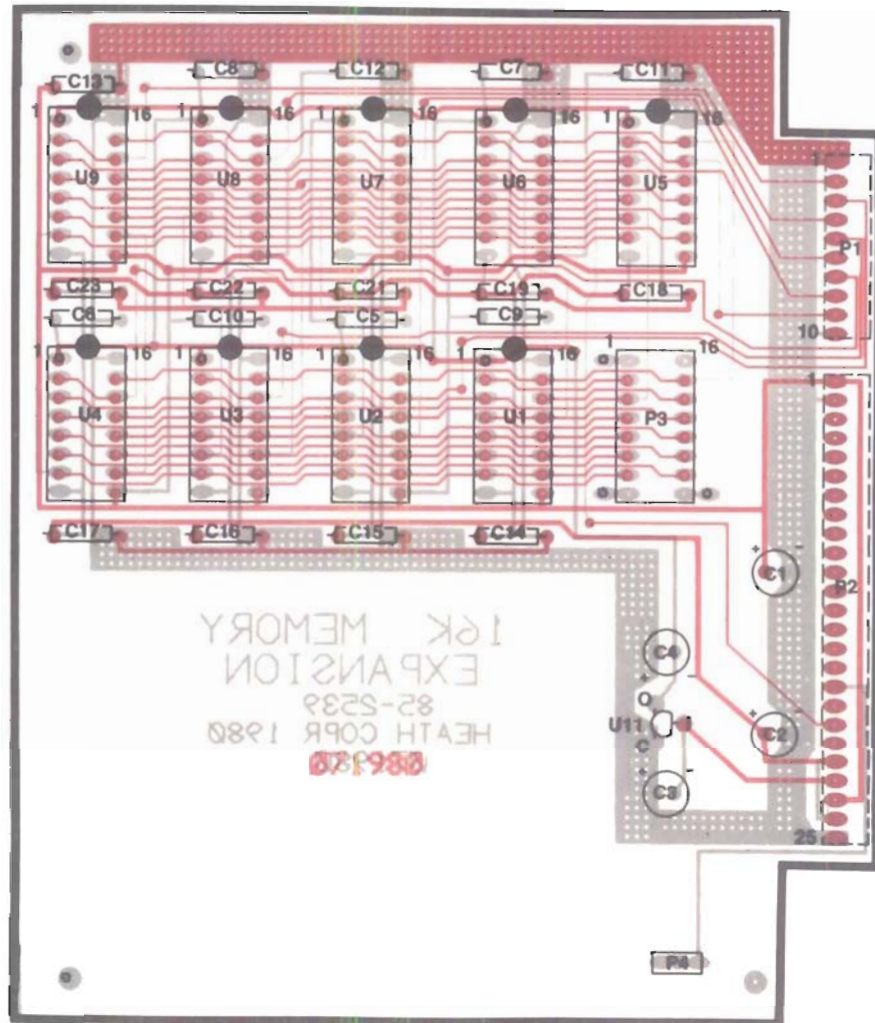 C8 C12 C7 C11
C13
1 16 1 16 1 16 1 16 1 16
U9 U8 U7 U6 U5
1
P1
C23 C22 C21 C19 C18
C6 C10 C5 C9
10
1 16 1 16 1 16 1 16 1 16
1
U4 U3 U2 U1 P3
C17 C16 C15 C14
+ -
C1
P2
16K MEMORY
EXPANSION
85-2539
HEATH COPR 1980
C4
+ -
O
U11
C
+
C2
+ -
C3
25
P4